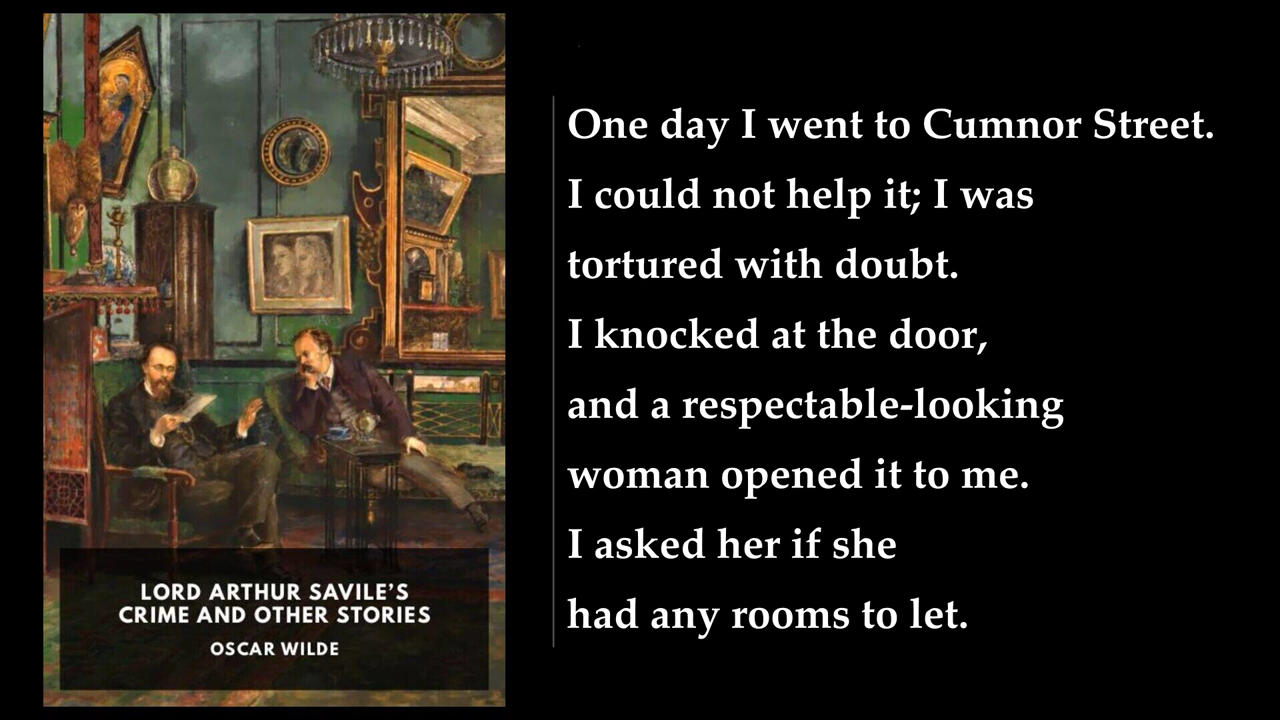 LORD ARTHUR SAVILE'S
CRIME AND OTHER STORIES
OSCAR WILDE
One day I went to Cumnor Street.
I could not help it; I was
tortured with doubt.
I knocked at the door,
and a respectable-looking
woman opened it to me.
I asked her if she
had any rooms to let.